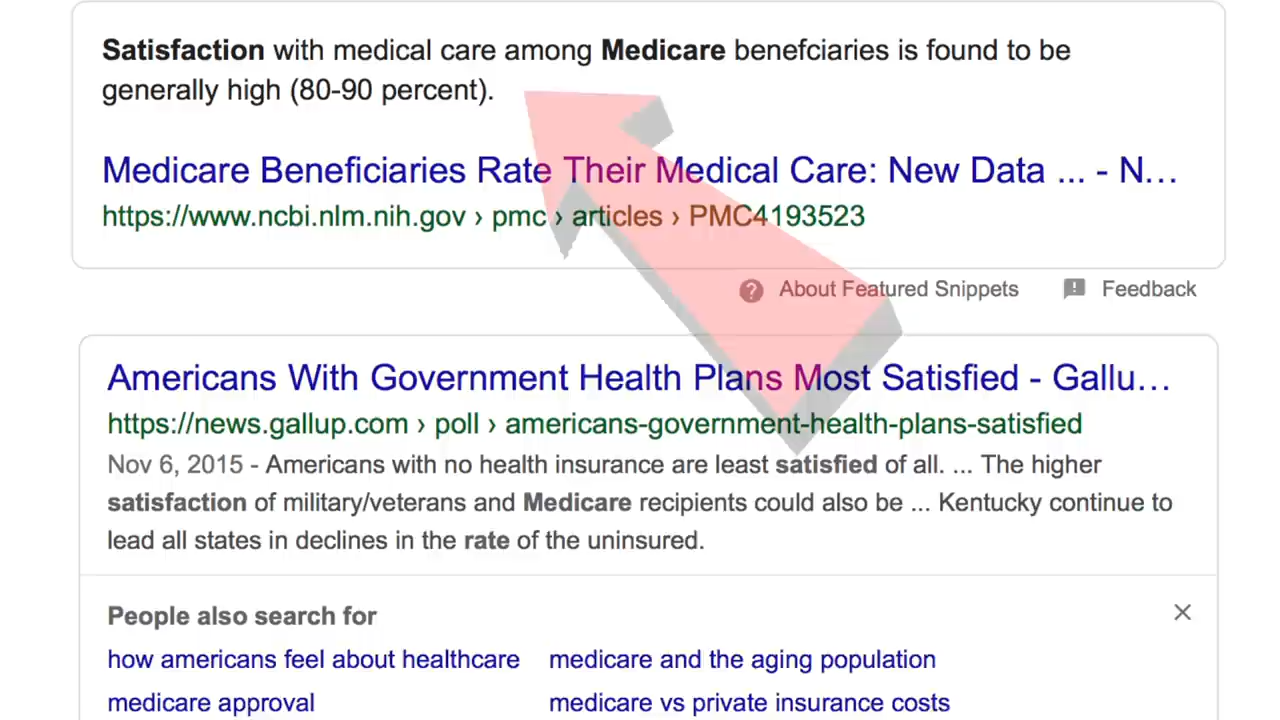 Satisfaction with medical care among Medicare benefciaries is found to be
generally high (80-90 percent).
Medicare Beneficiaries Rate Their Medical Care: New Data ... - N...
https://www.ncbi.nlm.nih.gov › pmc › articles › PMC4193523
About Featured Snippets Feedback
Americans With Government Health Plans Most Satisfied - Gallu...
https://news.gallup.com › poll › americans-government-health-plans-satisfied
Nov 6, 2015 - Americans with no health insurance are least satisfied of all. ... The higher
satisfaction of military/veterans and Medicare recipients could also be ... Kentucky continue to
lead all states in declines in the rate of the uninsured.
People also search for
how americans feel about healthcare medicare and the aging population
medicare approval medicare vs private insurance costs